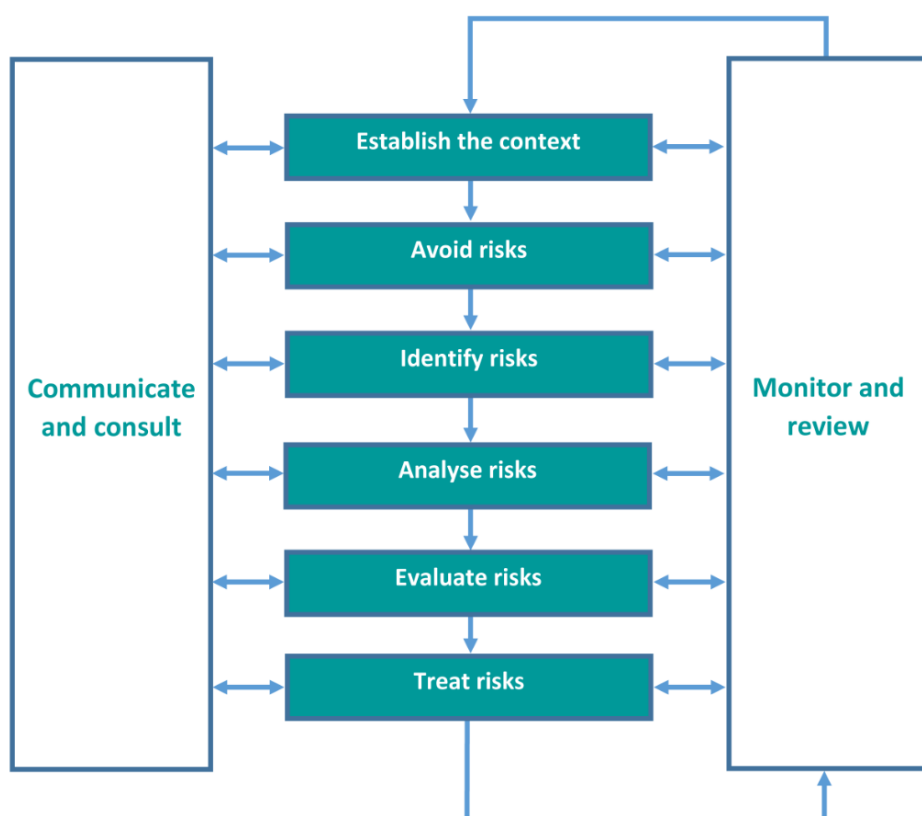 Establish the context
Avoid risks
Identify risks
Communicate
and consult
Monitor and
review
Analyse risks
Evaluate risks
Treat risks